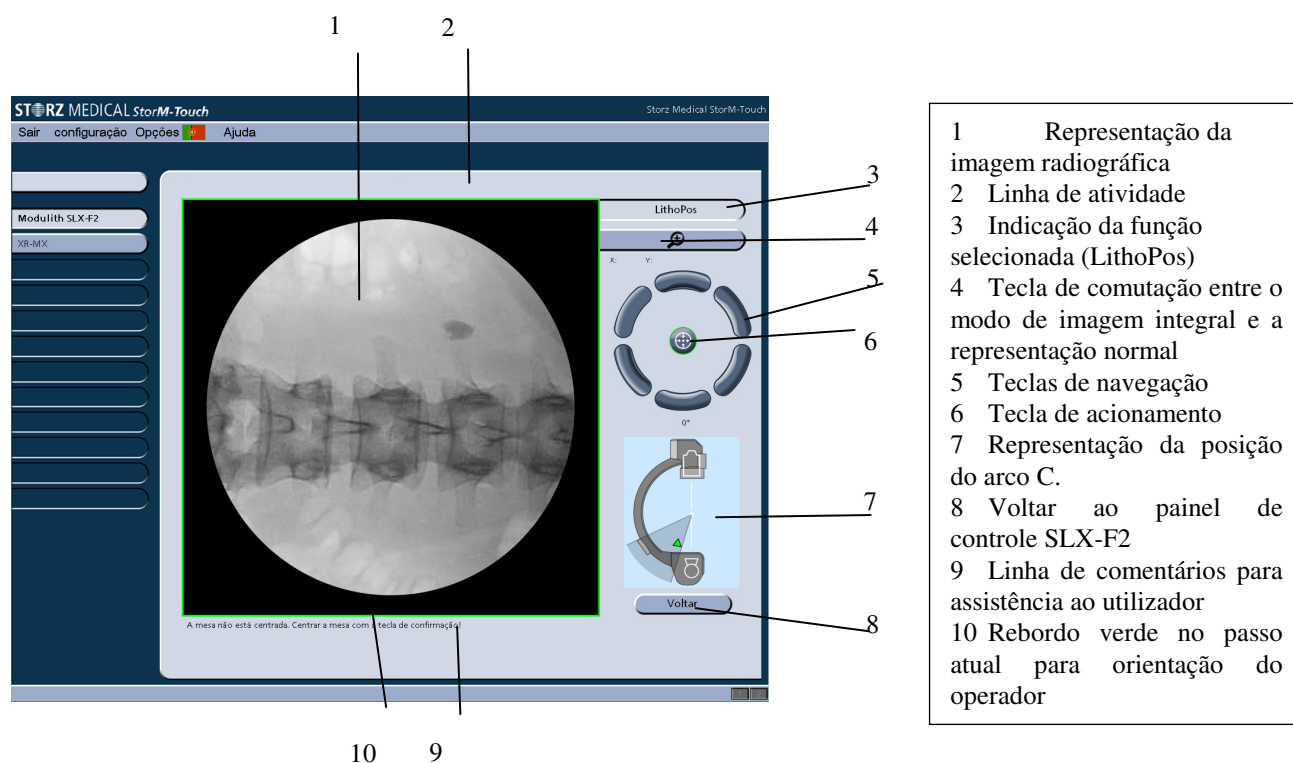 1
2
STORZ MEDICAL StorM-Touch
Storz Medical StorM-Touch
Sair configuração Opções Ajuda
Modulith SLX-F2
XR-MX
LithoPos
X: Y:
0°
Voltar
A mesa não está centrada. Centrar a mesa com a tecla de confirmação!
3
4
5
6
7
8
10
9
1 Representação da
imagem radiográfica
2 Linha de atividade
3 Indicação da função
selecionada (LithoPos)
4 Tecla de comutação entre o
modo de imagem integral e a
representação normal
5 Teclas de navegação
6 Tecla de acionamento
7 Representação da posição
do arco C.
8 Voltar ao painel de
controle SLX-F2
9 Linha de comentários para
assistência ao utilizador
10 Rebordo verde no passo
atual para orientação do
operador